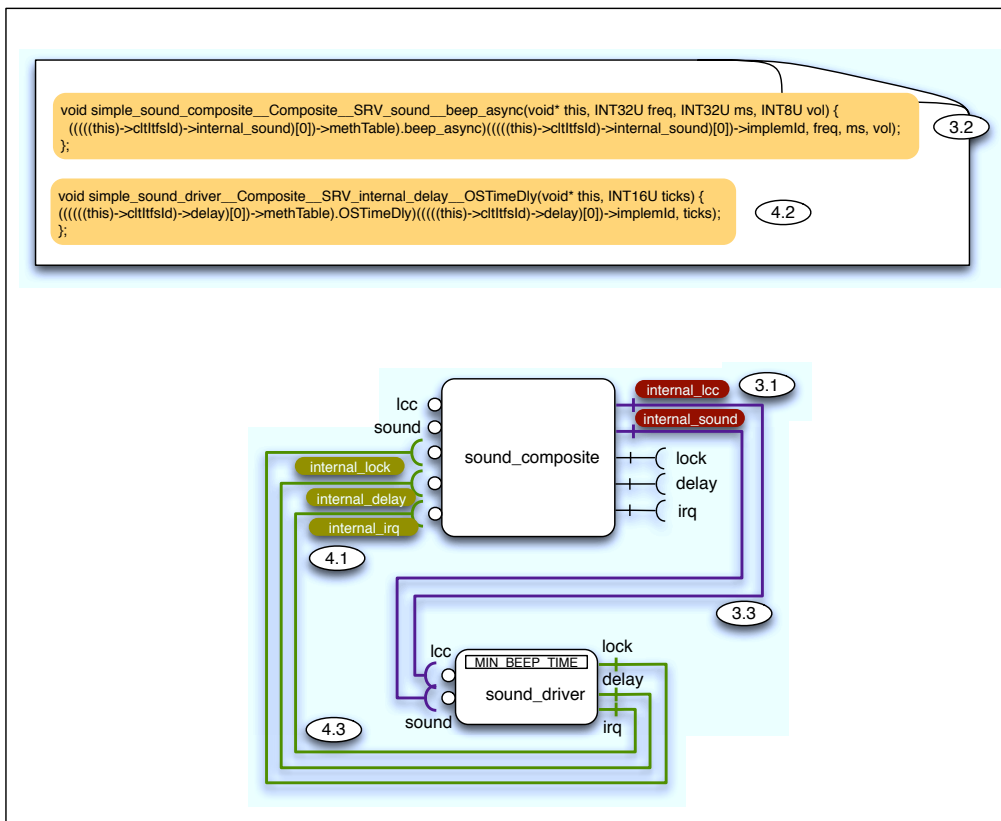 void simple_sound_composite__Composite__SRV_sound__beep_async(void* this, INT32U freq, INT32U ms, INT8U vol) {
(((((this)->cltItfsId)->internal_sound)[0])->methTable).beep_async)(((((this)->cltItfsId)->internal_sound)[0])->implemId, freq, ms, vol);
};
3.2
void simple_sound_driver__Composite__SRV_internal_delay__OSTimeDly(void* this, INT16U ticks) {
((((((this)->cltItfsId)->delay)[0])->methTable).OSTimeDly)(((((this)->cltItfsId)->delay)[0])->implemId, ticks);
};
4.2
3.1
internal_lcc
lcc
internal_sound
sound
sound_composite
lock
internal_lock
delay
internal_delay
irq
internal_irq
4.1
3.3
lock
lcc
MIN_BEEP_TIME
delay
sound_driver
sound
irq
4.3